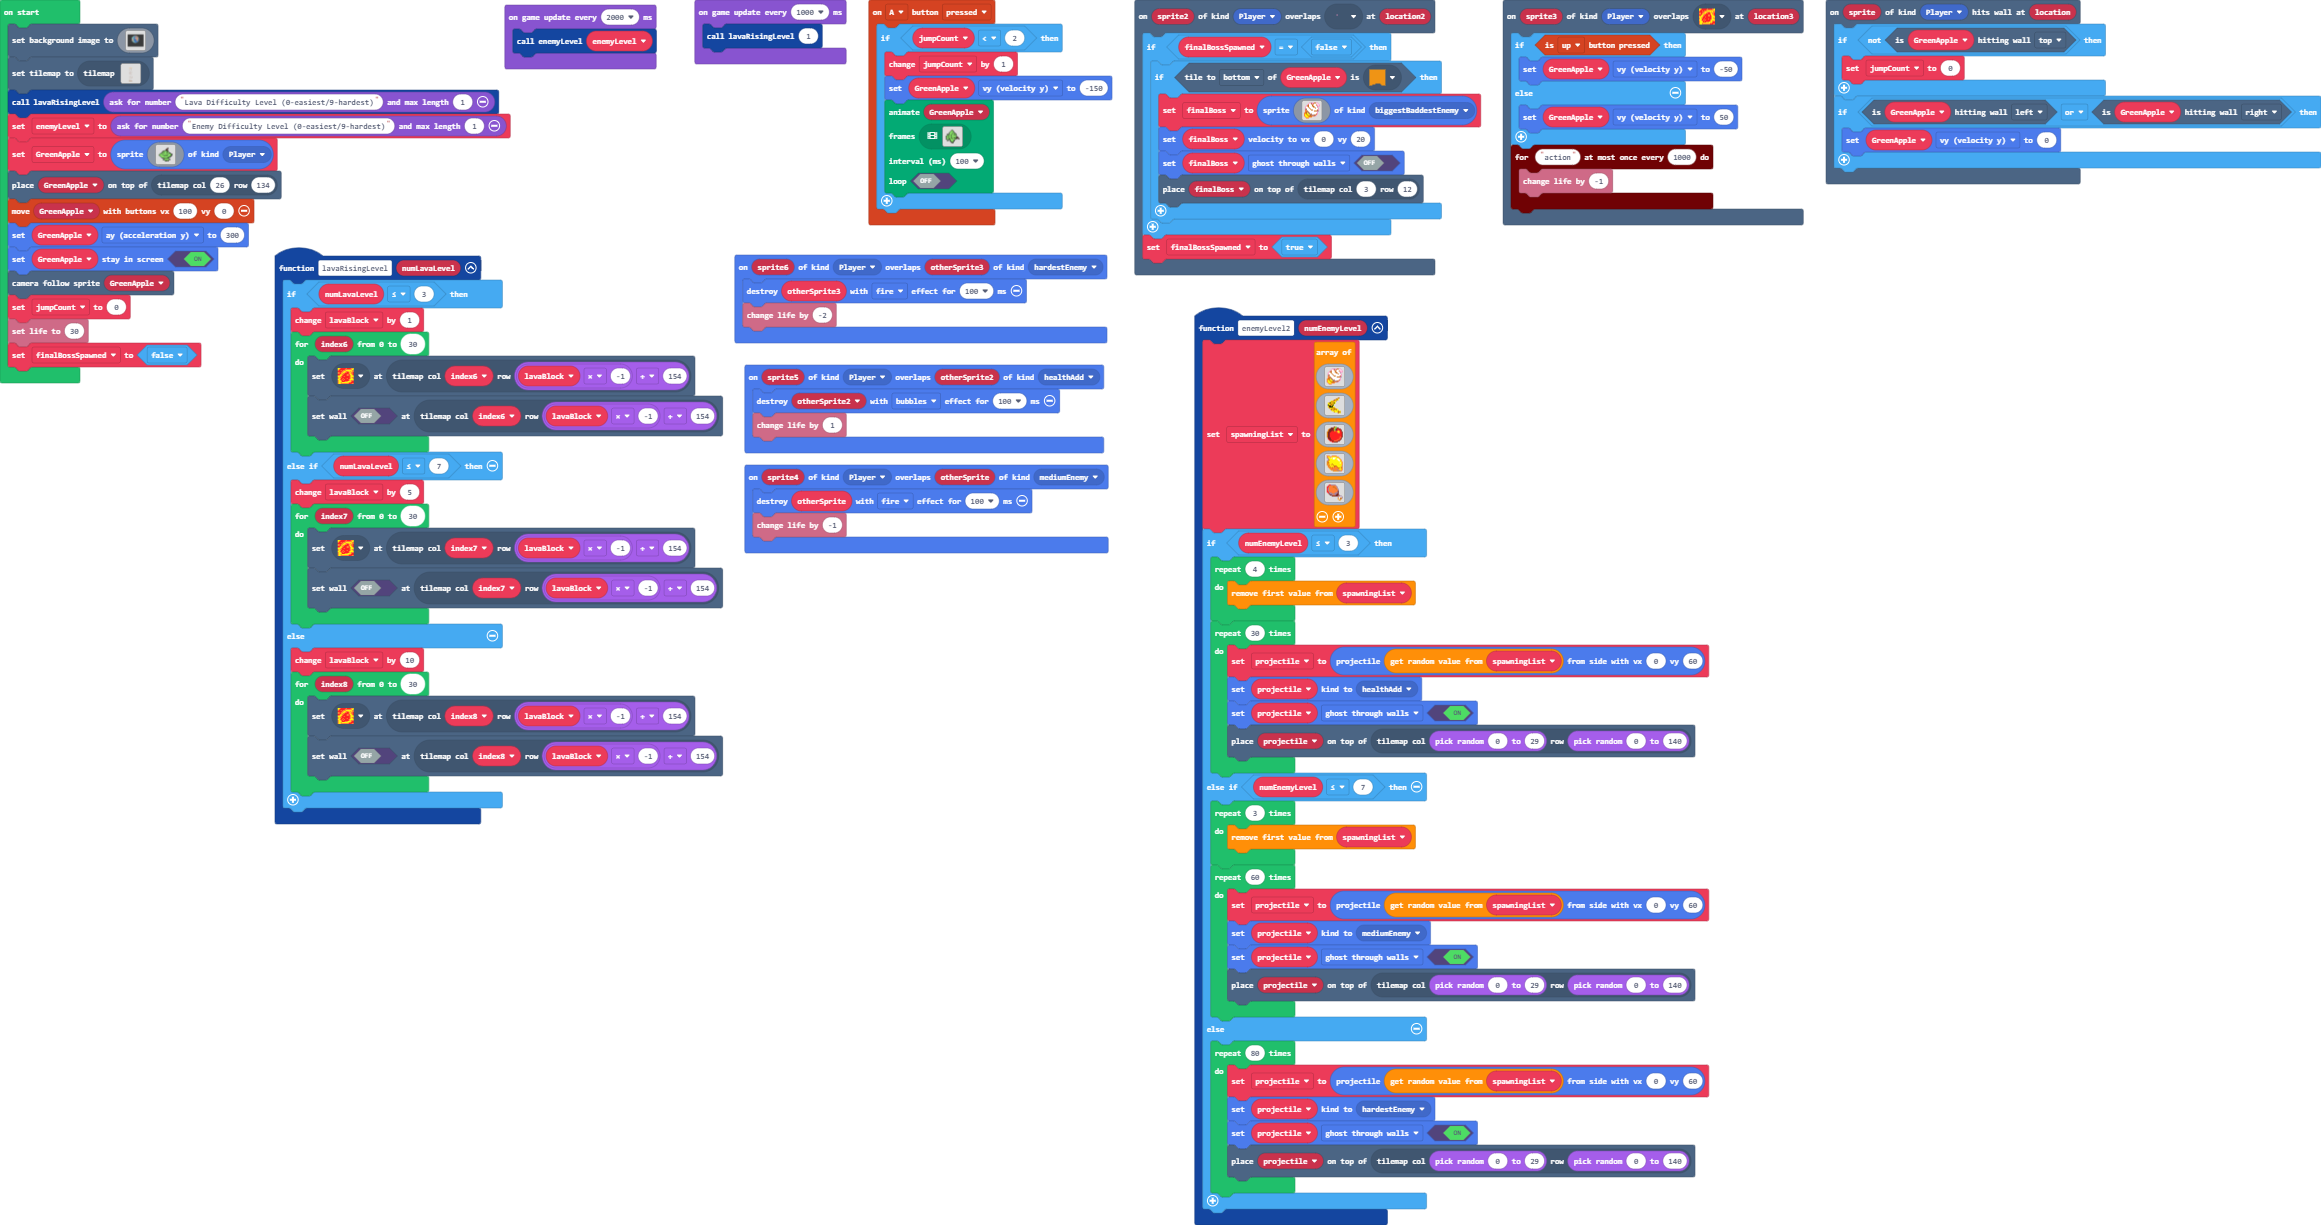 on start
set background image to
set tilemap to tilemap
call lavaRisingLevel ask for number "Lava Difficulty Level (0-easiest/9-hardest)" and max length 1
set enemyLevel to ask for number "Enemy Difficulty Level (0-easiest/9-hardest)" and max length 1
set GreenApple to sprite of kind Player
place GreenApple on top of tilemap col 26 row 134
move GreenApple with buttons vx 100 vy 0
set GreenApple ay (acceleration y) to 300
set GreenApple stay in screen ON
camera follow sprite GreenApple
set jumpCount to 0
set life to 30
set finalBossSpawned to false
on game update every 2000 ms
call enemyLevel enemyLevel
on game update every 1000 ms
call lavaRisingLevel 1
on A button pressed
if jumpCount < 2 then
change jumpCount by 1
set GreenApple vy (velocity y) to -150
animate GreenApple
frames
interval (ms) 100
loop OFF
on sprite2 of kind Player overlaps at location2
if finalBossSpawned = false then
if tile to bottom of GreenApple is then
set finalBoss to sprite of kind biggestBaddestEnemy
set finalBoss velocity to vx 0 vy 20
set finalBoss ghost through walls OFF
place finalBoss on top of tilemap col 3 row 12
set finalBossSpawned to true
on sprite3 of kind Player overlaps at location3
if is up button pressed then
set GreenApple vy (velocity y) to -50
else
set GreenApple vy (velocity y) to 50
for "action" at most once every 1000 do
change life by -1
on sprite of kind Player hits wall at location
if not is GreenApple hitting wall top then
set jumpCount to 0
if is GreenApple hitting wall left or is GreenApple hitting wall right then
set GreenApple vy (velocity y) to 0
function lavaRisingLevel numLavaLevel
if numLavaLevel ≤ 3 then
change lavaBlock by 1
for index6 from 0 to 30
do
set at tilemap col index6 row lavaBlock × -1 + 154
set wall OFF at tilemap col index6 row lavaBlock × -1 + 154
else if numLavaLevel ≤ 7 then
change lavaBlock by 5
for index7 from 0 to 30
do
set at tilemap col index7 row lavaBlock × -1 + 154
set wall OFF at tilemap col index7 row lavaBlock × -1 + 154
else
change lavaBlock by 10
for index8 from 0 to 30
do
set at tilemap col index8 row lavaBlock × -1 + 154
set wall OFF at tilemap col index8 row lavaBlock × -1 + 154
on sprite6 of kind Player overlaps otherSprite3 of kind hardestEnemy
destroy otherSprite3 with fire effect for 100 ms
change life by -2
on sprite5 of kind Player overlaps otherSprite2 of kind healthAdd
destroy otherSprite2 with bubbles effect for 100 ms
change life by 1
on sprite4 of kind Player overlaps otherSprite of kind mediumEnemy
destroy otherSprite with fire effect for 100 ms
change life by -1
function enemyLevel2 numEnemyLevel
array of
set spawningList to
if numEnemyLevel ≤ 3 then
repeat 4 times
do
remove first value from spawningList
repeat 30 times
do
set projectile to projectile get random value from spawningList from side with vx 0 vy 60
set projectile kind to healthAdd
set projectile ghost through walls ON
place projectile on top of tilemap col pick random 0 to 29 row pick random 0 to 140
else if numEnemyLevel ≤ 7 then
repeat 3 times
do
remove first value from spawningList
repeat 60 times
do
set projectile to projectile get random value from spawningList from side with vx 0 vy 60
set projectile kind to mediumEnemy
set projectile ghost through walls ON
place projectile on top of tilemap col pick random 0 to 29 row pick random 0 to 140
else
repeat 80 times
do
set projectile to projectile get random value from spawningList from side with vx 0 vy 60
set projectile kind to hardestEnemy
set projectile ghost through walls ON
place projectile on top of tilemap col pick random 0 to 29 row pick random 0 to 140